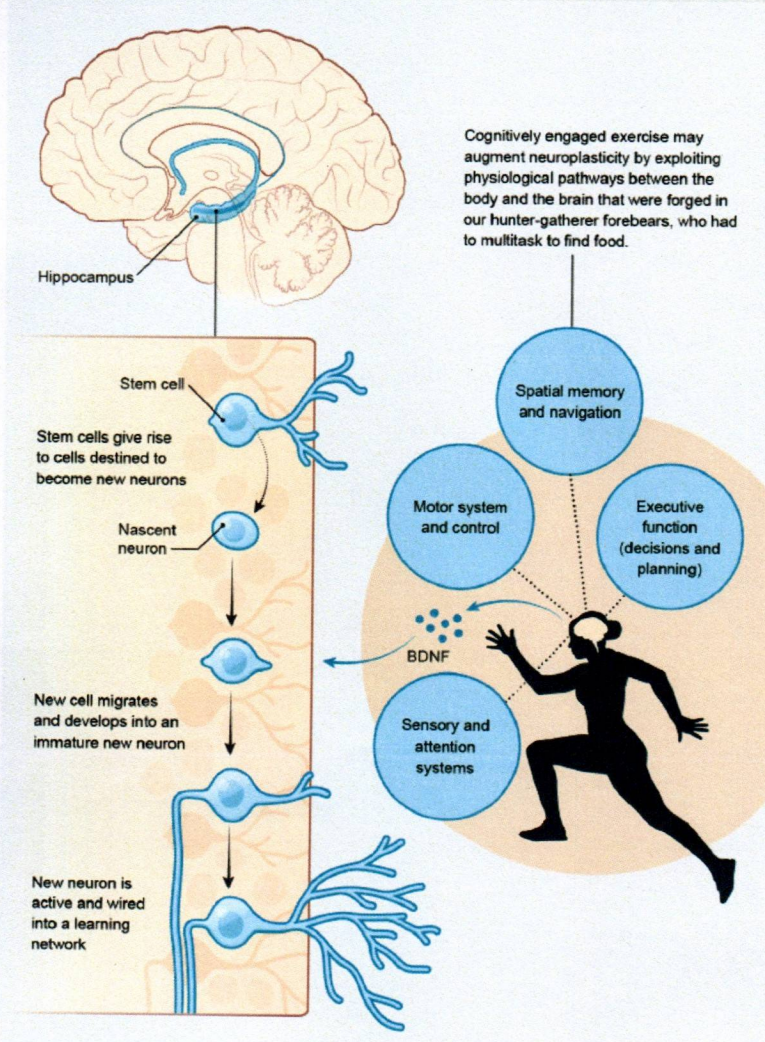 Cognitively engaged exercise may
augment neuroplasticity by exploiting
physiological pathways between the
body and the brain that were forged in
our hunter-gatherer forebears, who had
to multitask to find food.
Hippocampus
Stem cell
Stem cells give rise
to cells destined to
become new neurons
Nascent
neuron
New cell migrates
and develops into an
immature new neuron
New neuron is
active and wired
into a learning
network
Spatial memory
and navigation
Motor system
and control
Executive
function
(decisions and
planning)
BDNF
Sensory and
attention
systems